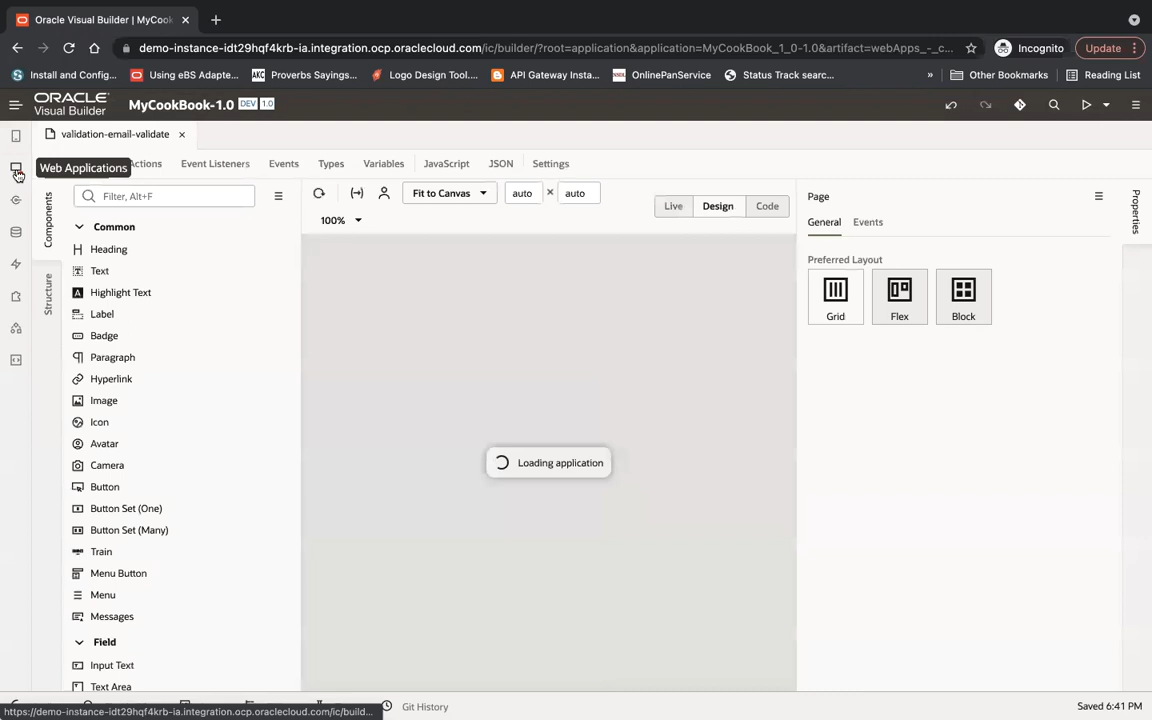 Oracle Visual Builder | MyCook
demo-instance-idt29hqf4krb-ia.integration.ocp.oraclecloud.com/ic/builder/?root=application&application=MyCookBook_1_0-1.0&artifact=webApps_-_c...
Incognito
Update
Install and Config...
Using eBS Adapte...
AKC
Proverbs Sayings...
Logo Design Tool....
API Gateway Insta...
OnlinePanService
Status Track searc...
»
Other Bookmarks
Reading List
ORACLE
Visual Builder
MyCookBook-1.0
DEV
1.0
validation-email-validate
Web Applications
Actions
Event Listeners
Events
Types
Variables
JavaScript
JSON
Settings
Components
Structure
Filter, Alt+F
Common
Heading
Text
Highlight Text
Label
Badge
Paragraph
Hyperlink
Image
Icon
Avatar
Camera
Button
Button Set (One)
Button Set (Many)
Train
Menu Button
Menu
Messages
Field
Input Text
Text Area
Fit to Canvas
auto
auto
100%
Live
Design
Code
Loading application
Page
General
Events
Preferred Layout
Grid
Flex
Block
Properties
https://demo-instance-idt29hqf4krb-ia.integration.ocp.oraclecloud.com/ic/build...
Git History
Saved 6:41 PM